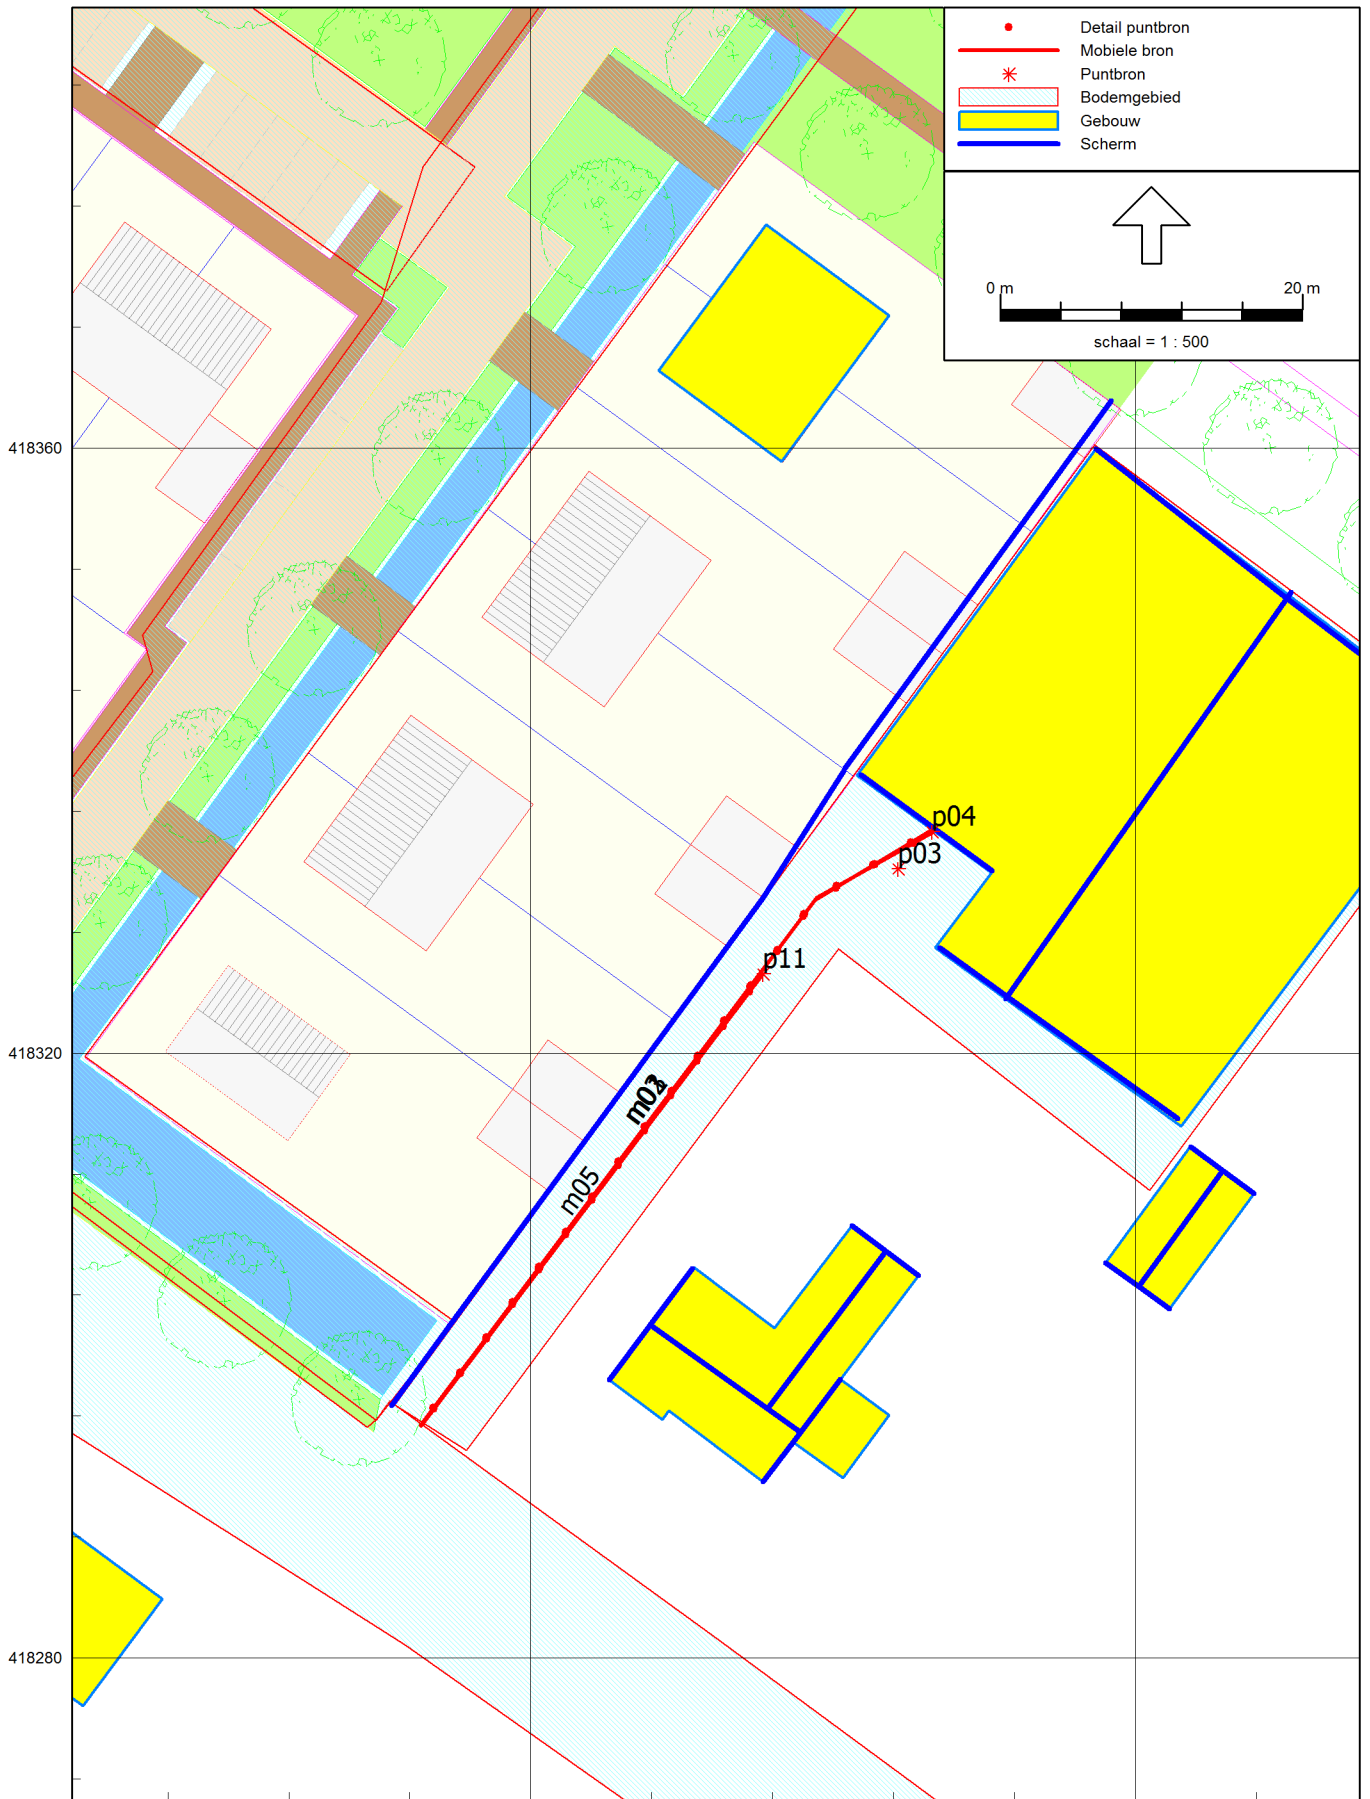 Detail puntbron
Mobiele bron
Puntbron
Bodemgebied
Gebouw
Scherm
0 m 20 m
schaal = 1 : 500
418360
p04
p03
p11
418320
m05
418280